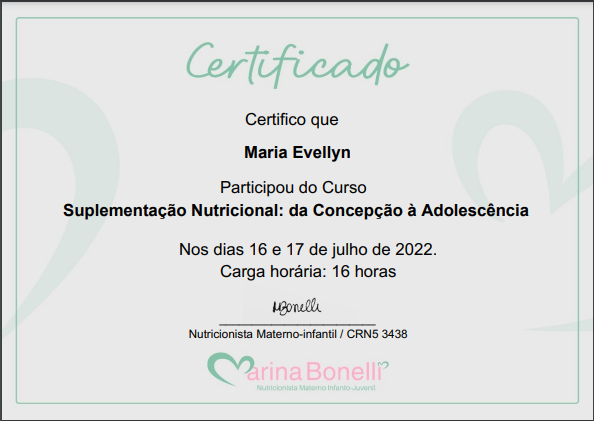 Certificado
Certifico que
Maria Evellyn
Participou do Curso
Suplementação Nutricional: da Concepção à Adolescência
Nos dias 16 e 17 de julho de 2022.
Carga horária: 16 horas
MBonelli
Nutricionista Materno-infantil / CRN5 3438
Marina Bonelli
Nutricionista Materno Infanto-Juvenil